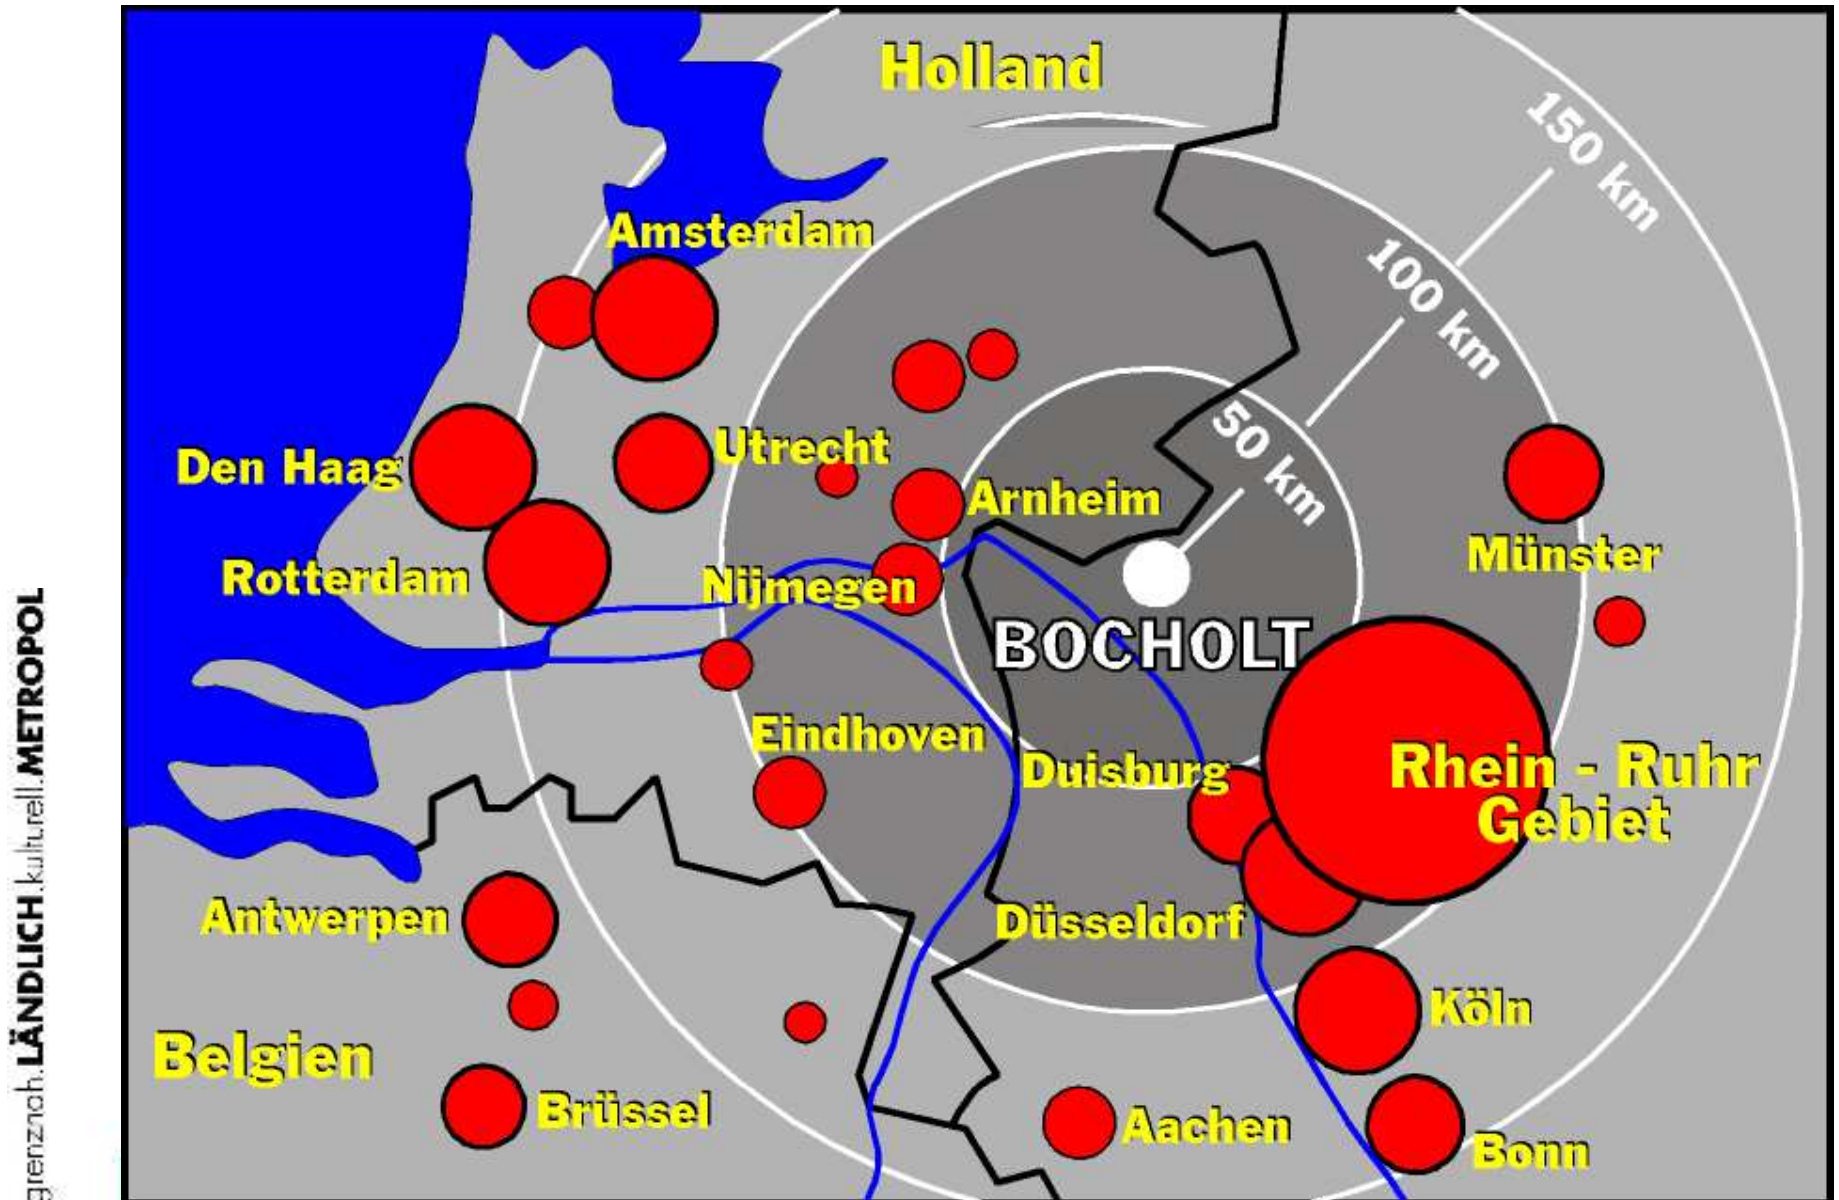 grenznah.LÄNDLICH.kulturell.METROPOL
Holland
150 km
Amsterdam
100 km
50 km
Utrecht
Den Haag
Arnheim
Münster
Rotterdam
Nijmegen
BOCHOLT
Eindhoven
Duisburg
Rhein - Ruhr
Gebiet
Antwerpen
Düsseldorf
Köln
Belgien
Brüssel
Aachen
Bonn